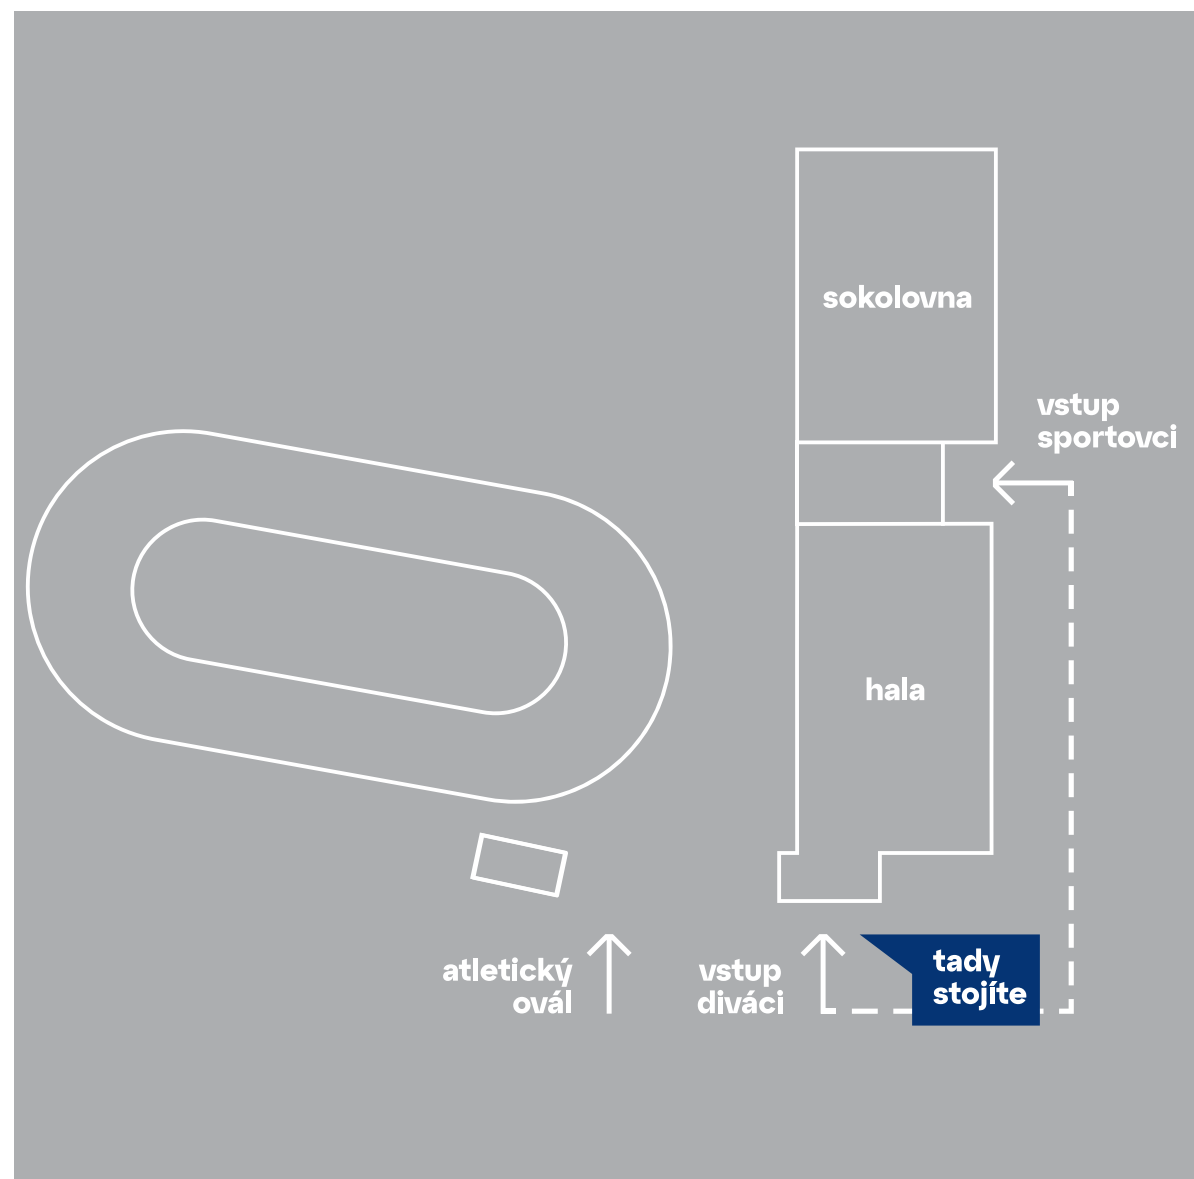 sokolovna
vstup
sportovci
hala
atletický
ovál
vstup
diváci
tady
stojíte